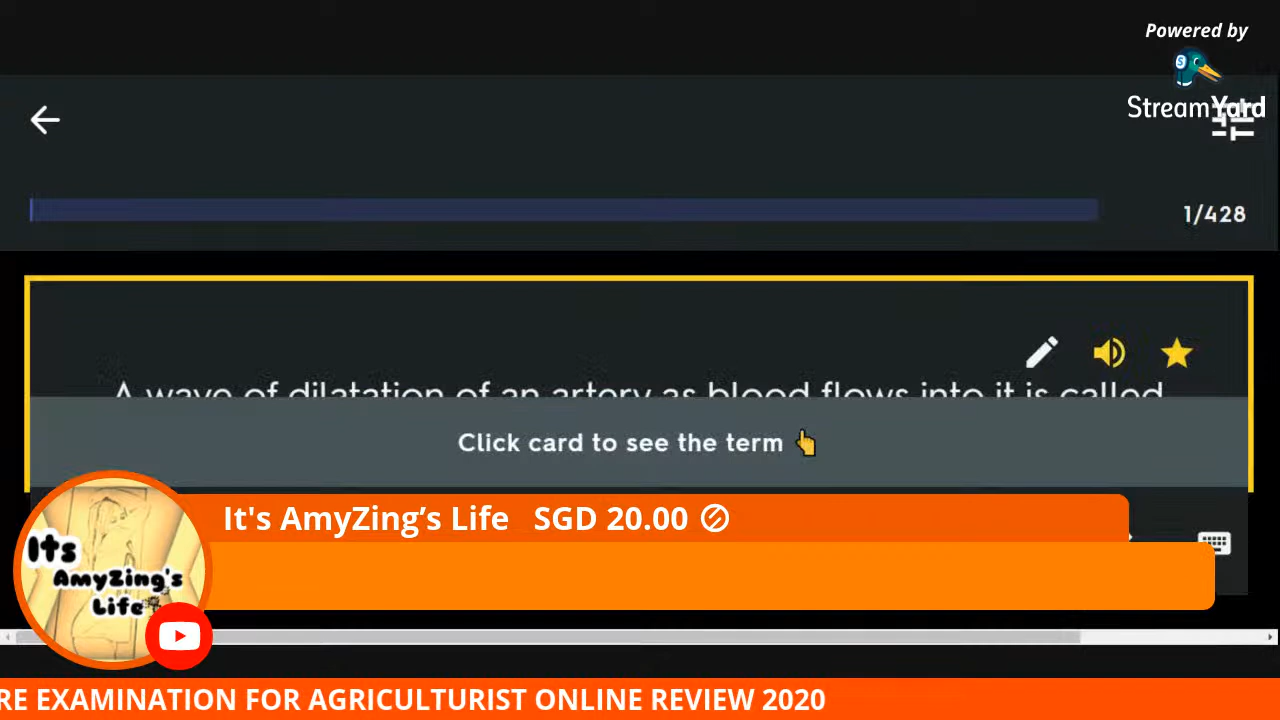 Powered by
StreamYard
1/428
A wave of dilatation of an artery as blood flows into it is called
Click card to see the term 👆
It's AmyZing’s Life SGD 20.00
Its
AmyZing's
Life
RE EXAMINATION FOR AGRICULTURIST ONLINE REVIEW 2020